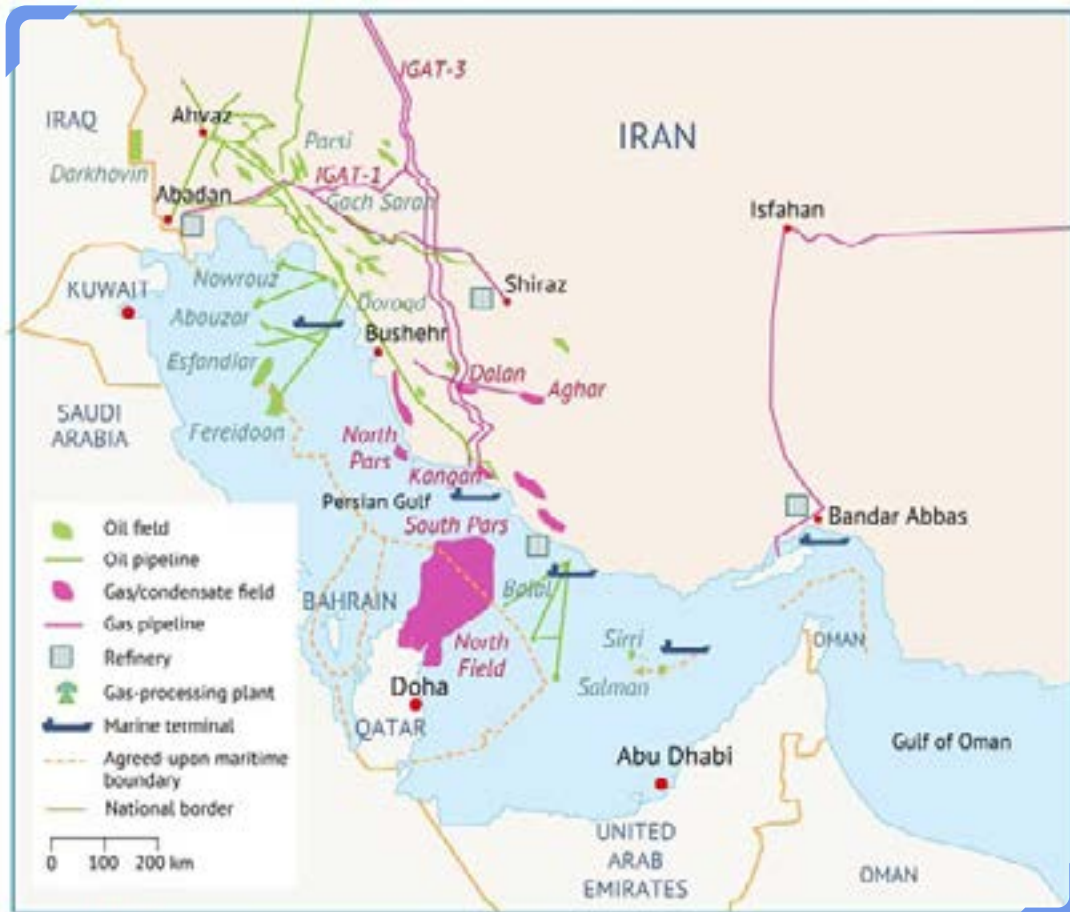 IGAT-3
IRAQ
Ahvaz
Parsi
IRAN
Darkhovin
IGAT-1
Abadan
Gach Sarah
Isfahan
Nowrouz
Shiraz
KUWAIT
Doroqd
Abouzar
Bushehr
Esfandiar
Dalan
Aghar
SAUDI
ARABIA
Fereidoon
North
Pars
Kangan
Persian Gulf
South Pars
Bandar Abbas
Balal
BAHRAIN
North
Field
Sirri
OMAN
Salman
Doha
QATAR
Abu Dhabi
Gulf of Oman
UNITED
ARAB
EMIRATES
OMAN
Oil field
Oil pipeline
Gas/condensate field
Gas pipeline
Refinery
Gas-processing plant
Marine terminal
Agreed-upon maritime
boundary
National border
0 100 200 km